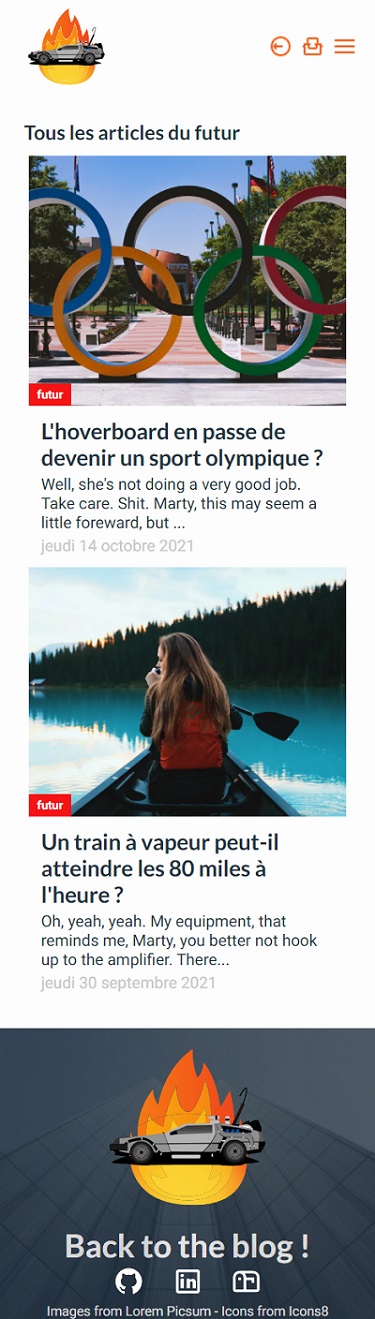 Tous les articles du futur
futur
L'hoverboard en passe de
devenir un sport olympique ?
Well, she's not doing a very good job.
Take care. Shit. Marty, this may seem a
little foreward, but ...
jeudi 14 octobre 2021
futur
Un train à vapeur peut-il
atteindre les 80 miles à
l'heure ?
Oh, yeah, yeah. My equipment, that
reminds me, Marty, you better not hook
up to the amplifier. There...
jeudi 30 septembre 2021
Back to the blog !
Images from Lorem Picsum - Icons from Icons8